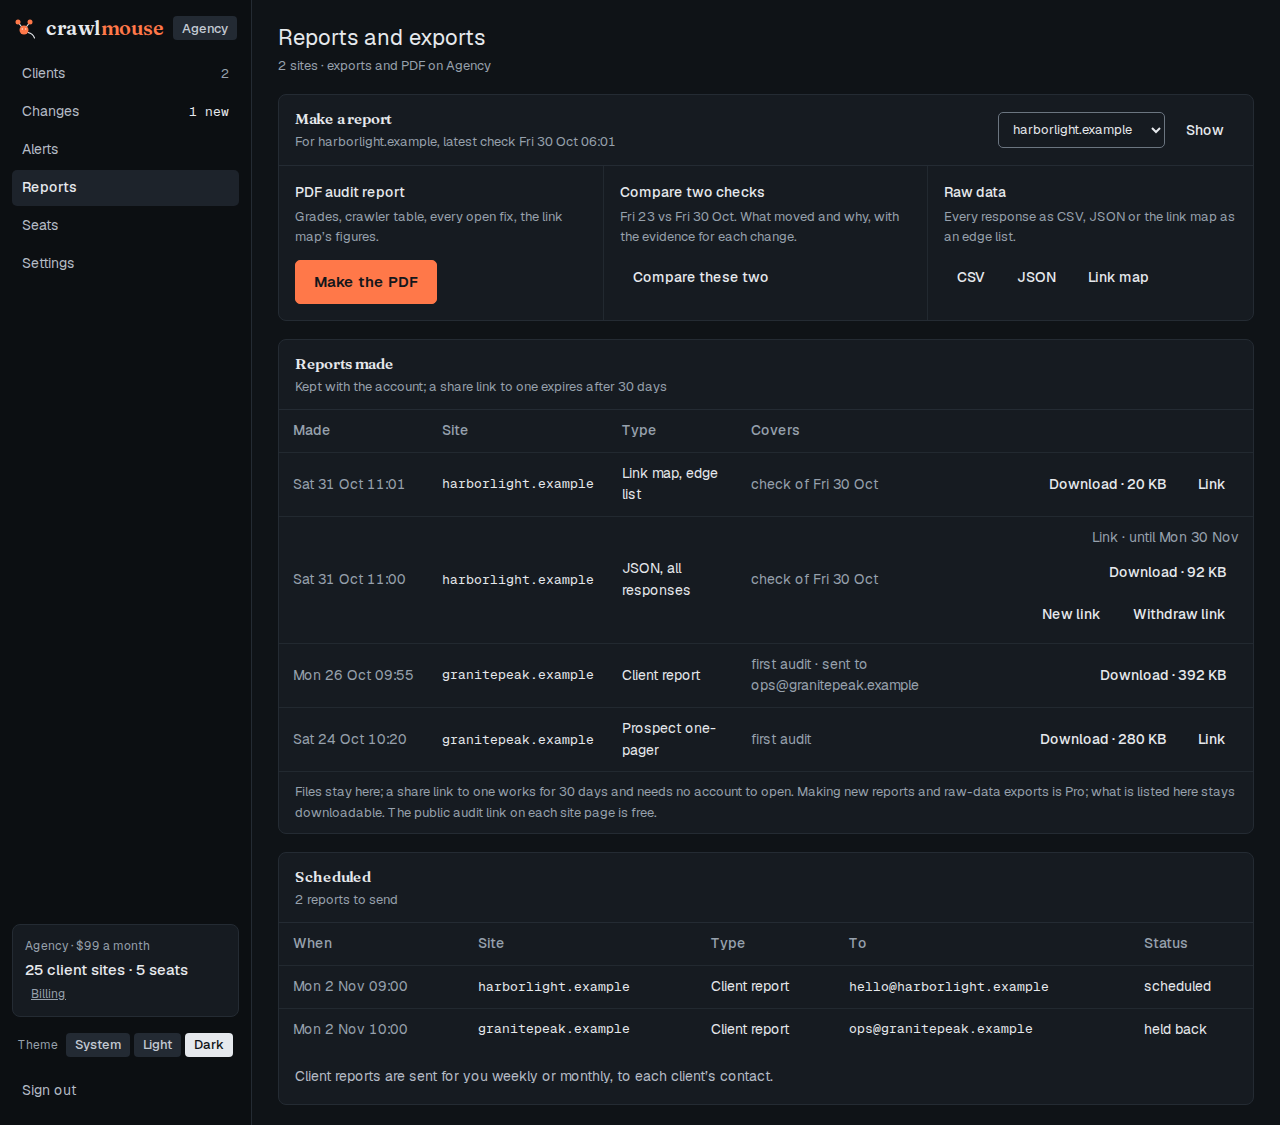 crawlmouse Agency
Clients 2
Changes 1 new
Alerts
Reports
Seats
Settings
Agency · $99 a month
25 client sites · 5 seats
Billing
Theme System Light Dark
Sign out
Reports and exports
2 sites · exports and PDF on Agency
Make a report
For harborlight.example, latest check Fri 30 Oct 06:01
harborlight.example Show
PDF audit report
Grades, crawler table, every open fix, the link
map's figures.
Make the PDF
Compare two checks
Fri 23 vs Fri 30 Oct. What moved and why, with
the evidence for each change.
Compare these two
Raw data
Every response as CSV, JSON or the link map as
an edge list.
CSV JSON Link map
Reports made
Kept with the account; a share link to one expires after 30 days
Made Site Type Covers
Sat 31 Oct 11:01 harborlight.example Link map, edge list check of Fri 30 Oct Download · 20 KB Link
Sat 31 Oct 11:00 harborlight.example JSON, all responses check of Fri 30 Oct Link · until Mon 30 Nov
Download · 92 KB
New link Withdraw link
Mon 26 Oct 09:55 granitepeak.example Client report first audit · sent to ops@granitepeak.example Download · 392 KB
Sat 24 Oct 10:20 granitepeak.example Prospect one-pager first audit Download · 280 KB Link
Files stay here; a share link to one works for 30 days and needs no account to open. Making new reports and raw-data exports is Pro; what is listed here stays
downloadable. The public audit link on each site page is free.
Scheduled
2 reports to send
When Site Type To Status
Mon 2 Nov 09:00 harborlight.example Client report hello@harborlight.example scheduled
Mon 2 Nov 10:00 granitepeak.example Client report ops@granitepeak.example held back
Client reports are sent for you weekly or monthly, to each client's contact.